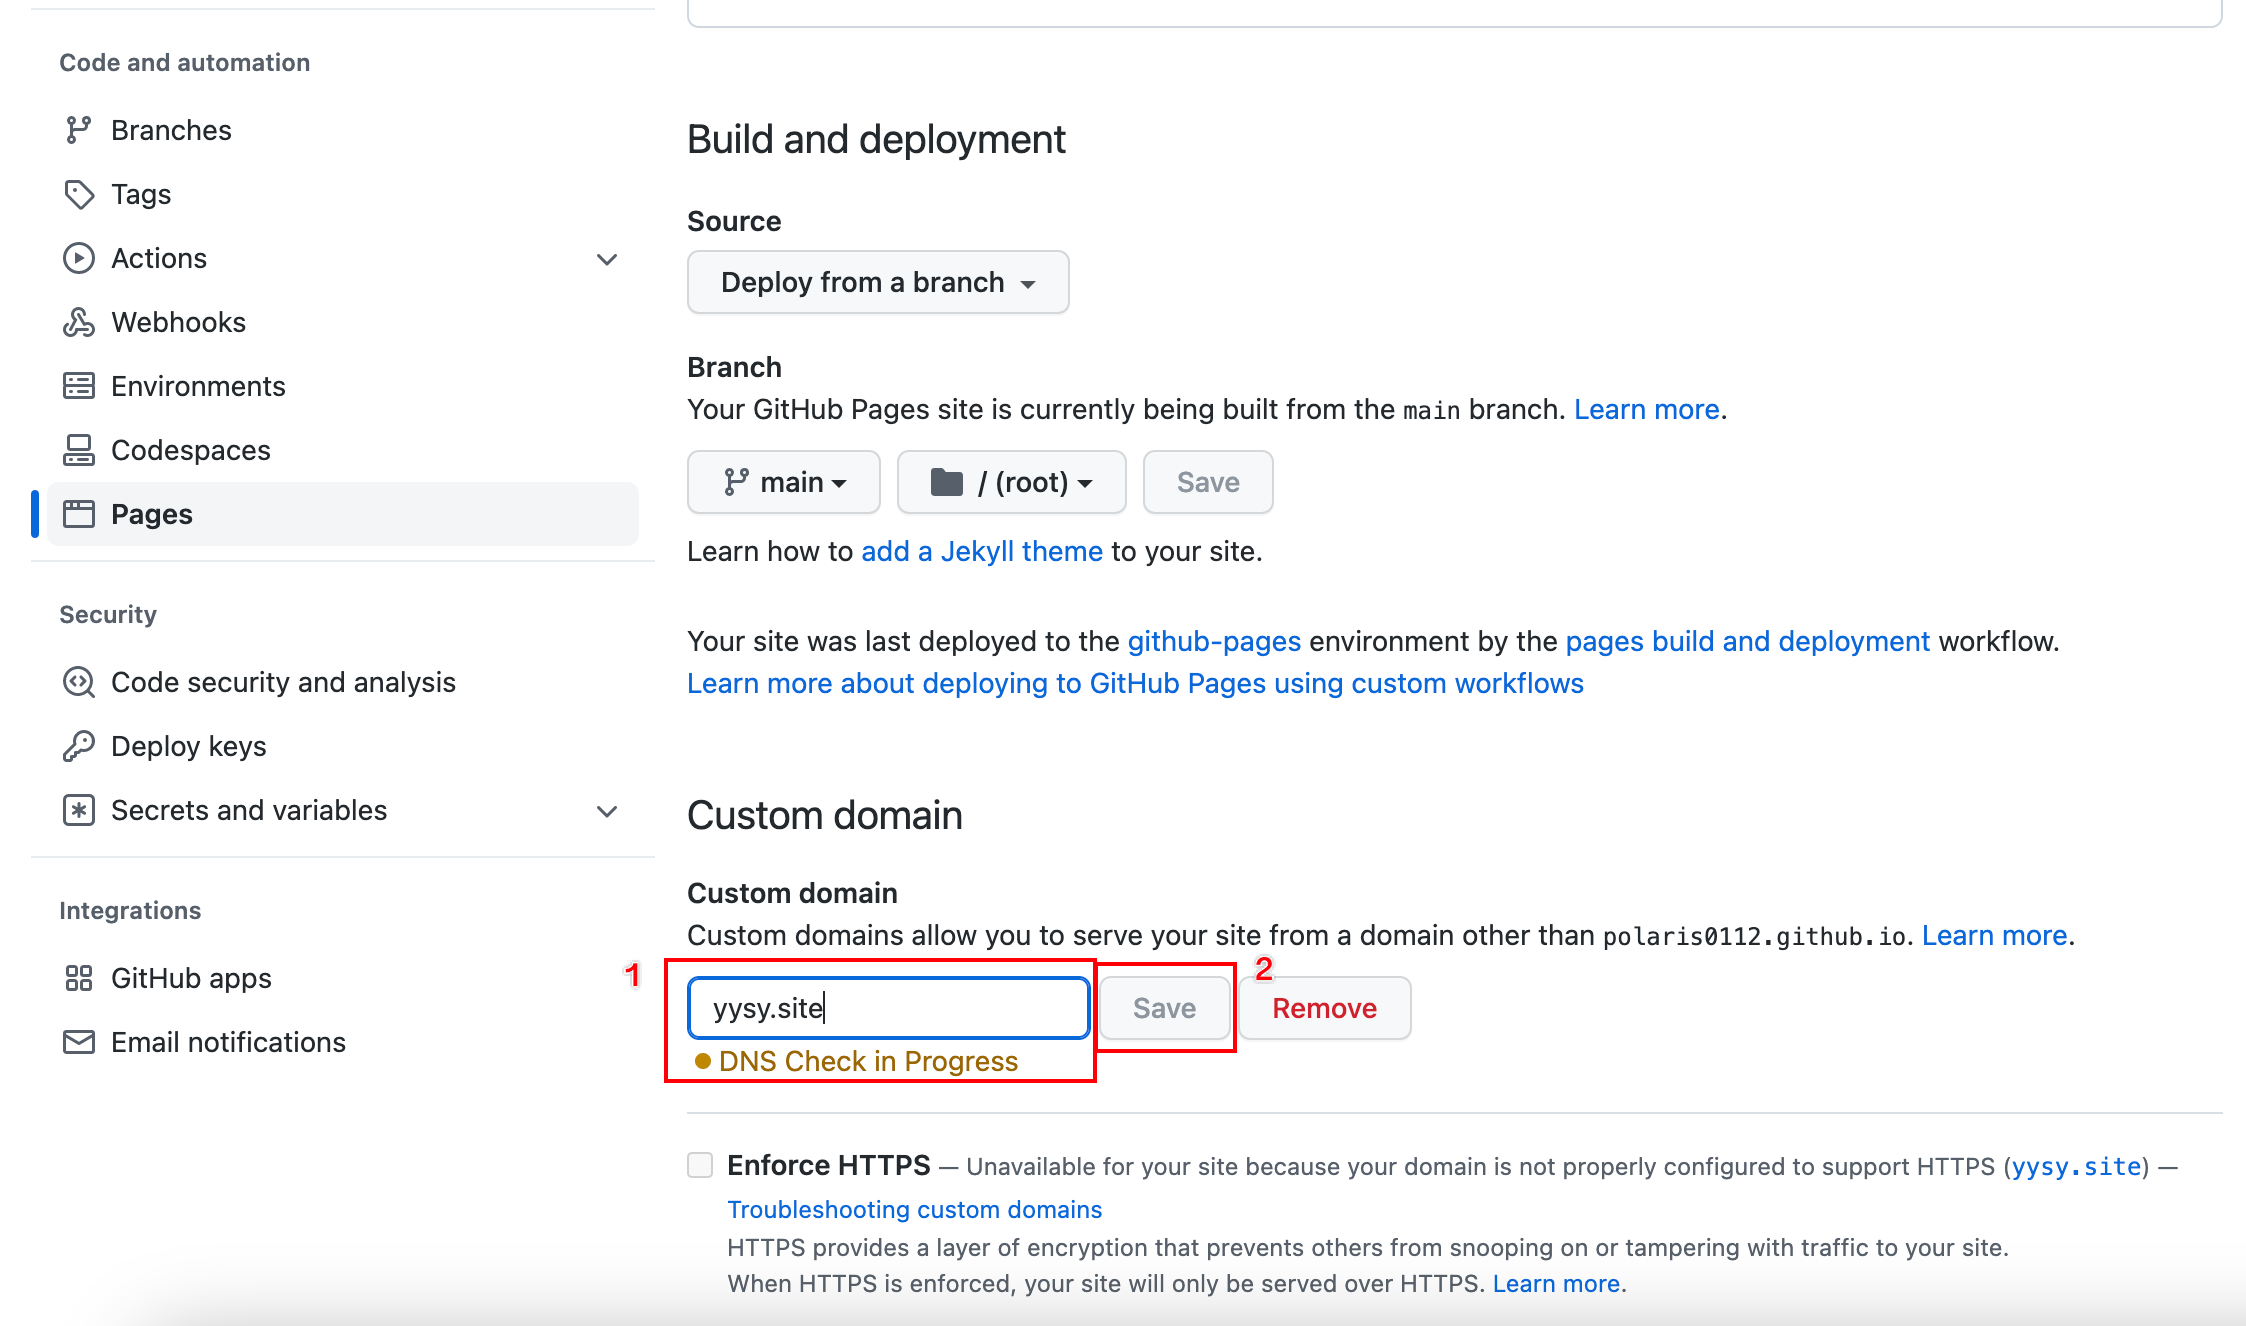 Code and automation
Branches
Tags
Actions
Webhooks
Environments
Codespaces
Pages
Security
Code security and analysis
Deploy keys
Secrets and variables
Integrations
GitHub apps
Email notifications
Build and deployment
Source
Deploy from a branch
Branch
Your GitHub Pages site is currently being built from the main branch. Learn more.
main / (root) Save
Learn how to add a Jekyll theme to your site.
Your site was last deployed to the github-pages environment by the pages build and deployment workflow.
Learn more about deploying to GitHub Pages using custom workflows
Custom domain
Custom domain
Custom domains allow you to serve your site from a domain other than polaris0112.github.io. Learn more.
1 2
yysy.site Save Remove
DNS Check in Progress
Enforce HTTPS — Unavailable for your site because your domain is not properly configured to support HTTPS (yysy.site) —
Troubleshooting custom domains
HTTPS provides a layer of encryption that prevents others from snooping on or tampering with traffic to your site.
When HTTPS is enforced, your site will only be served over HTTPS. Learn more.